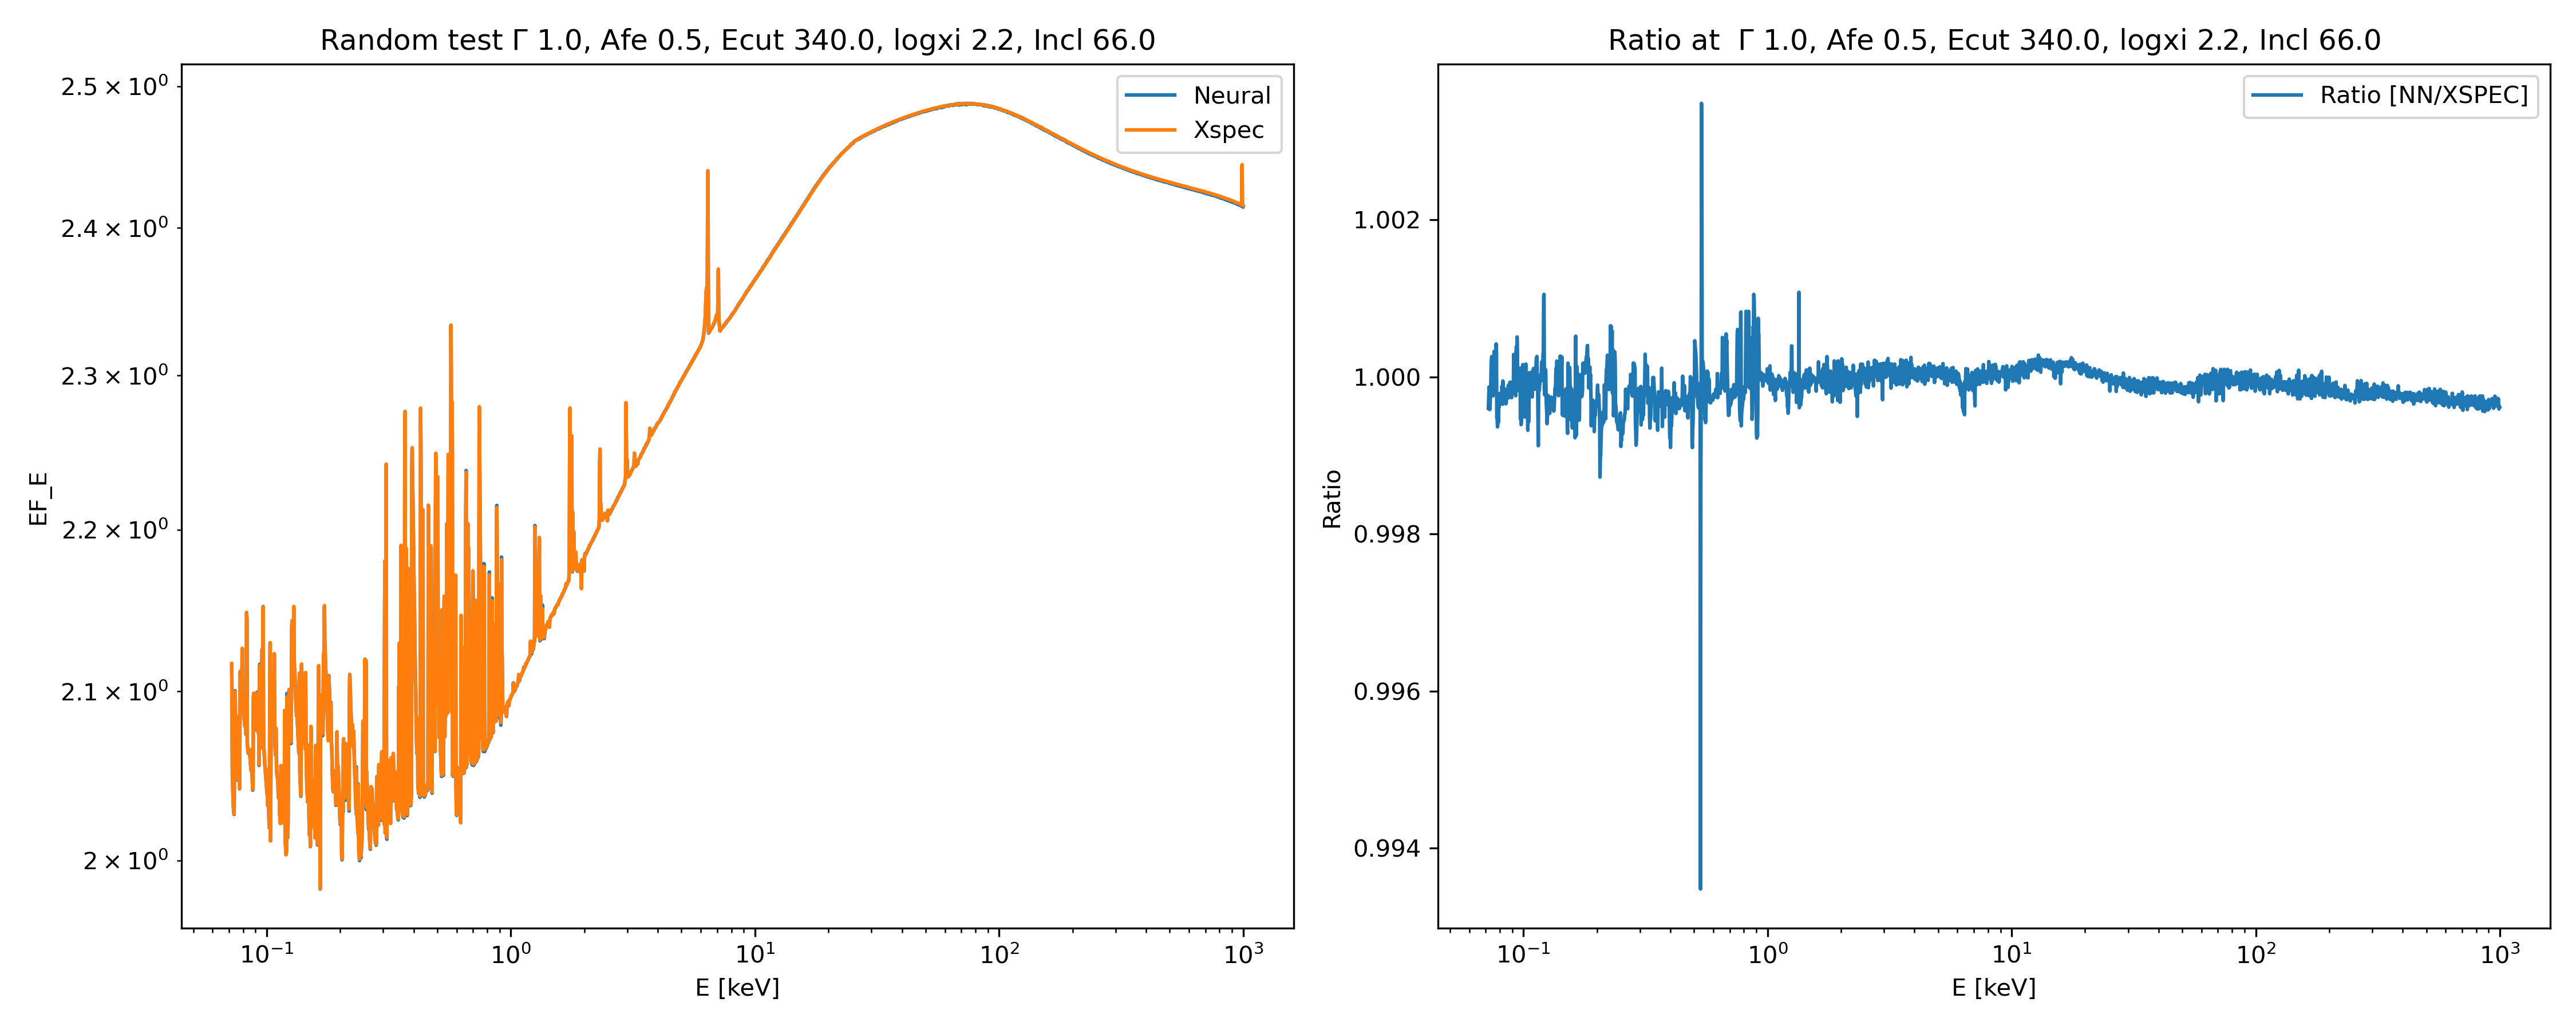 Random test Γ 1.0, Afe 0.5, Ecut 340.0, logxi 2.2, Incl 66.0
Neural
Xspec
EF_E
2.5 × 10⁰
2.4 × 10⁰
2.3 × 10⁰
2.2 × 10⁰
2.1 × 10⁰
2 × 10⁰
10⁻¹
10⁰
10¹
10²
10³
E [keV]
Ratio at  Γ 1.0, Afe 0.5, Ecut 340.0, logxi 2.2, Incl 66.0
Ratio [NN/XSPEC]
Ratio
1.002
1.000
0.998
0.996
0.994
10⁻¹
10⁰
10¹
10²
10³
E [keV]